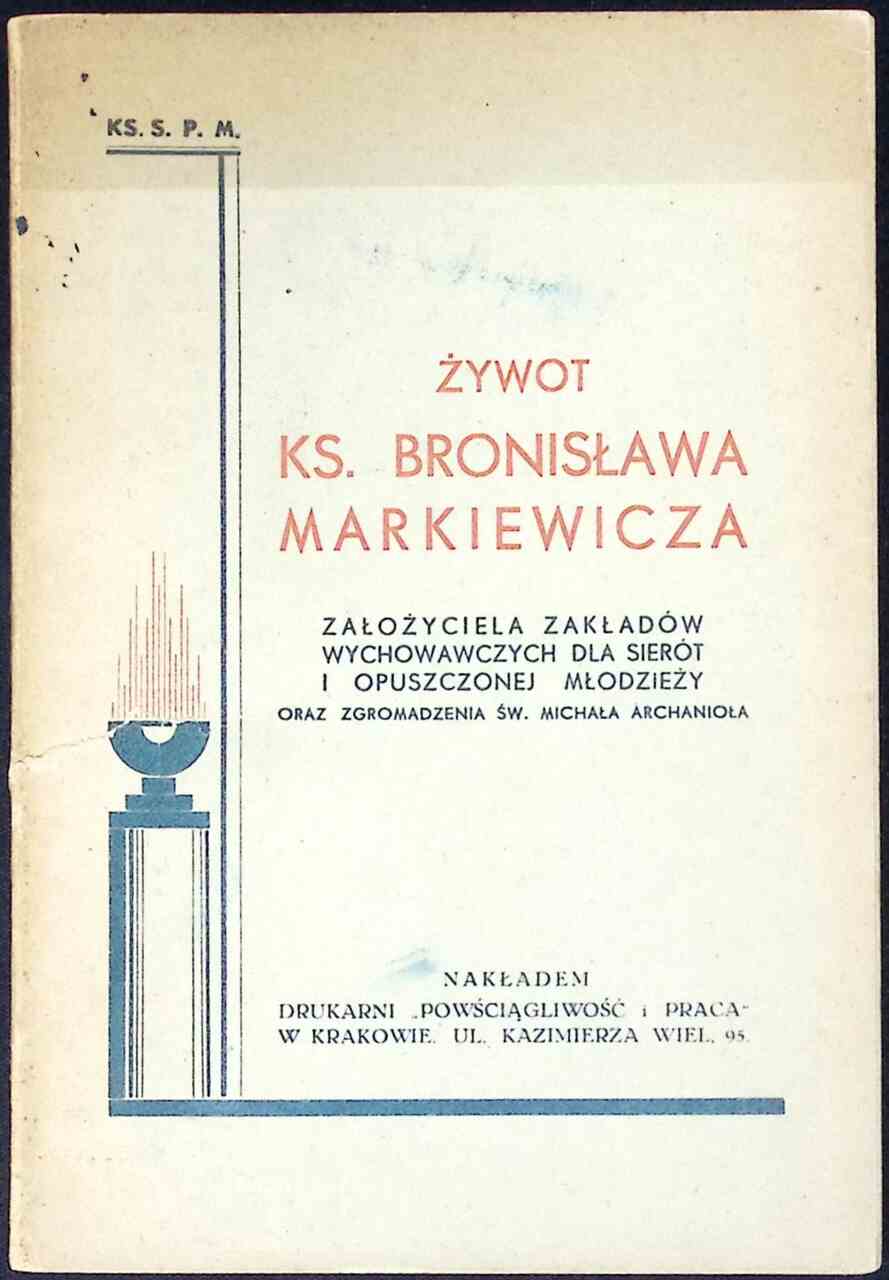 KS. S. P. M.
ŻYWOT
KS. BRONISŁAWA
MARKIEWICZA
ZAŁOŻYCIELA ZAKŁADÓW
WYCHOWAWCZYCH DLA SIERÓT
I OPUSZCZONEJ MŁODZIEŻY
ORAZ ZGROMADZENIA ŚW. MICHAŁA ARCHANIOŁA
NAKŁADEM
DRUKARNI „POWŚCIĄGLIWOŚĆ i PRACA"
W KRAKOWIE. UL. KAZIMIERZA WIEL. 95.